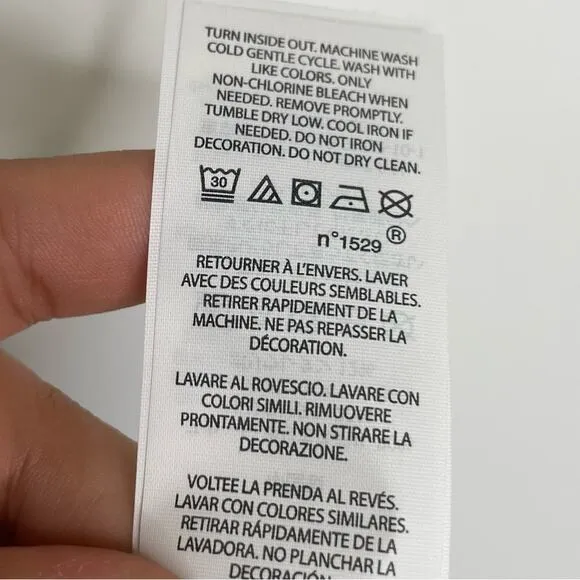 TURN INSIDE OUT. MACHINE WASH
COLD GENTLE CYCLE. WASH WITH
LIKE COLORS. ONLY
NON-CHLORINE BLEACH WHEN
NEEDED. REMOVE PROMPTLY.
TUMBLE DRY LOW. COOL IRON IF
NEEDED. DO NOT IRON
DECORATION. DO NOT DRY CLEAN.
30
n°1529 ®
RETOURNER À L'ENVERS. LAVER
AVEC DES COULEURS SEMBLABLES.
RETIRER RAPIDEMENT DE LA
MACHINE. NE PAS REPASSER LA
DÉCORATION.
LAVARE AL ROVESCIO. LAVARE CON
COLORI SIMILI. RIMUOVERE
PRONTAMENTE. NON STIRARE LA
DECORAZIONE.
VOLTEE LA PRENDA AL REVÉS.
LAVAR CON COLORES SIMILARES.
RETIRAR RÁPIDAMENTE DE LA
LAVADORA. NO PLANCHAR LA
DECORACIÓN